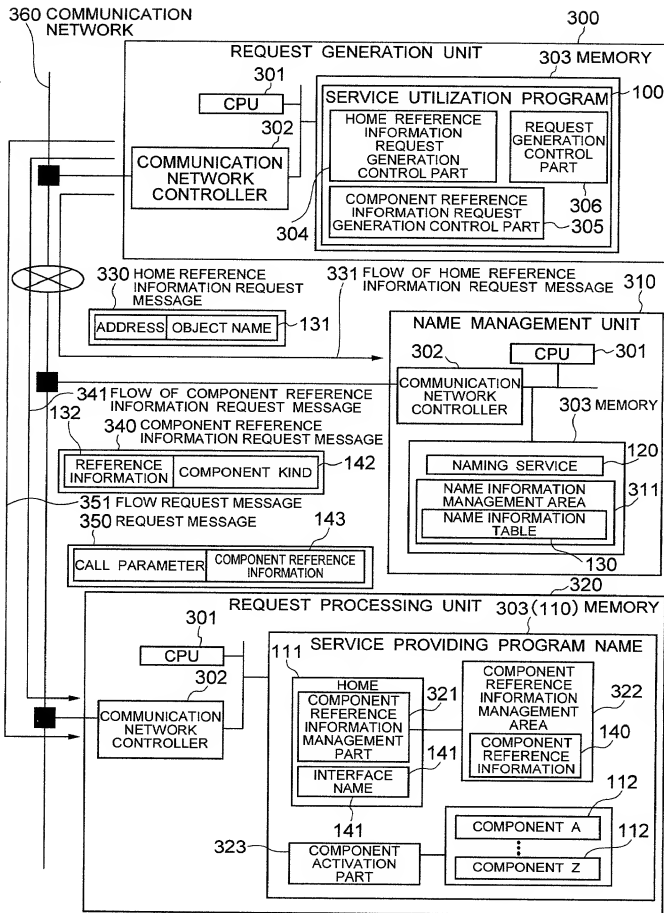 360 COMMUNICATION
NETWORK
300
REQUEST GENERATION UNIT
303 MEMORY
301
CPU
SERVICE UTILIZATION PROGRAM
100
302
COMMUNICATION
NETWORK
CONTROLLER
HOME REFERENCE
INFORMATION
REQUEST
GENERATION
CONTROL PART
304
REQUEST
GENERATION
CONTROL
PART
306
COMPONENT REFERENCE
INFORMATION REQUEST
GENERATION CONTROL PART
305
330 HOME REFERENCE
INFORMATION REQUEST
MESSAGE
ADDRESS
OBJECT NAME
131
331 FLOW OF HOME REFERENCE
INFORMATION REQUEST MESSAGE
310
NAME MANAGEMENT UNIT
302
COMMUNICATION
NETWORK
CONTROLLER
CPU
301
303 MEMORY
NAMING SERVICE
120
NAME INFORMATION
MANAGEMENT AREA
311
NAME INFORMATION
TABLE
130
341 FLOW OF COMPONENT REFERENCE
INFORMATION REQUEST MESSAGE
132
340 COMPONENT REFERENCE
INFORMATION REQUEST MESSAGE
REFERENCE
INFORMATION
COMPONENT KIND
142
351 FLOW REQUEST MESSAGE
350 REQUEST MESSAGE
143
CALL PARAMETER
COMPONENT REFERENCE
INFORMATION
320
REQUEST PROCESSING UNIT
303 (110) MEMORY
301
CPU
302
COMMUNICATION
NETWORK
CONTROLLER
SERVICE PROVIDING PROGRAM NAME
111
HOME
COMPONENT
REFERENCE
INFORMATION
MANAGEMENT
PART
321
INTERFACE
NAME
141
141
COMPONENT
REFERENCE
INFORMATION
MANAGEMENT
AREA
322
COMPONENT
REFERENCE
INFORMATION
140
323
COMPONENT
ACTIVATION
PART
112
COMPONENT A
112
COMPONENT Z